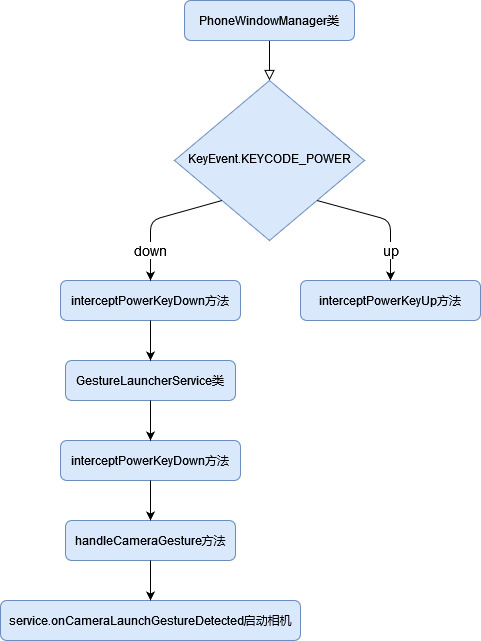 PhoneWindowManager类
KeyEvent.KEYCODE_POWER
down
up
interceptPowerKeyDown方法
interceptPowerKeyUp方法
GestureLauncherService类
interceptPowerKeyDown方法
handleCameraGesture方法
service.onCameraLaunchGestureDetected启动相机